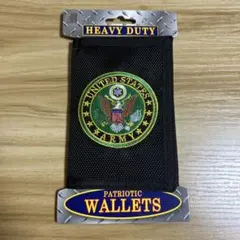 HEAVY DUTY
UNITED STATES
ARMY
PATRIOTIC
WALLETS